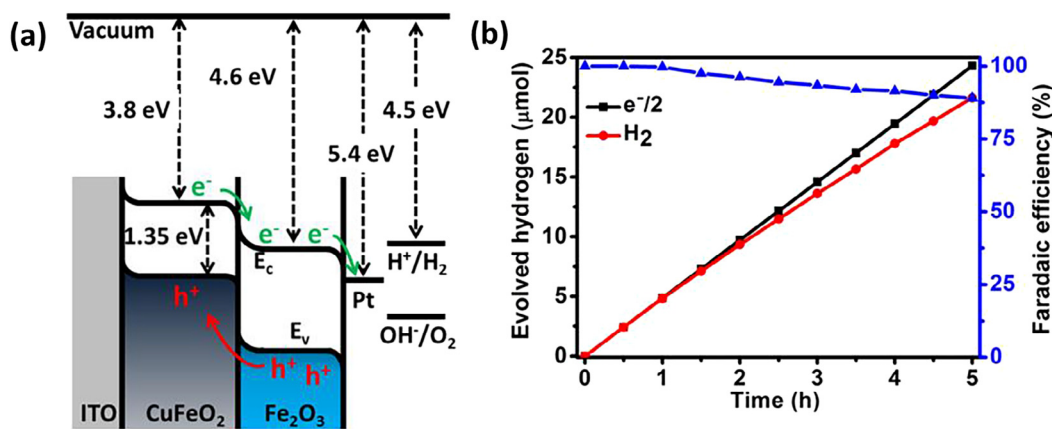 (a)
Vacuum
3.8 eV
4.6 eV
5.4 eV
4.5 eV
e⁻
1.35 eV
e⁻ e⁻
E_c
H⁺/H₂
Pt
OH⁻/O₂
h⁺
E_v
h⁺ h⁺
ITO CuFeO₂ Fe₂O₃
(b)
Evolved hydrogen (μmol)
25
20
15
10
5
0
e⁻/2
H₂
100
75
50
25
0
Faradaic efficiency (%)
0 1 2 3 4 5
Time (h)